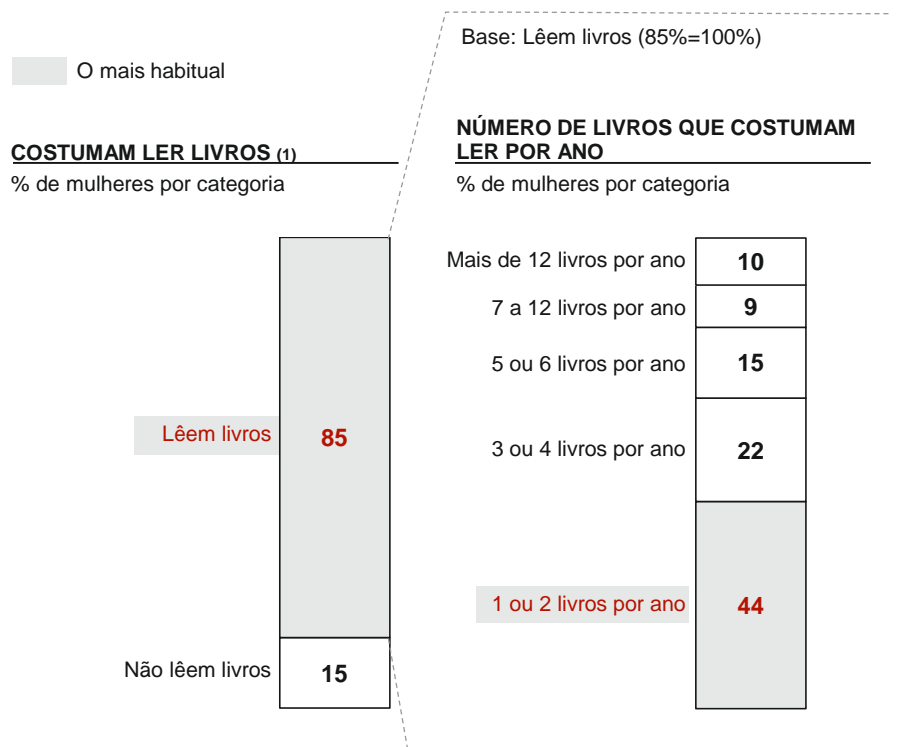 Base: Lêem livros (85%=100%)
O mais habitual
COSTUMAM LER LIVROS (1)
% de mulheres por categoria
Lêem livros
85
Não lêem livros
15
NÚMERO DE LIVROS QUE COSTUMAM
LER POR ANO
% de mulheres por categoria
Mais de 12 livros por ano
10
7 a 12 livros por ano
9
5 ou 6 livros por ano
15
3 ou 4 livros por ano
22
1 ou 2 livros por ano
44